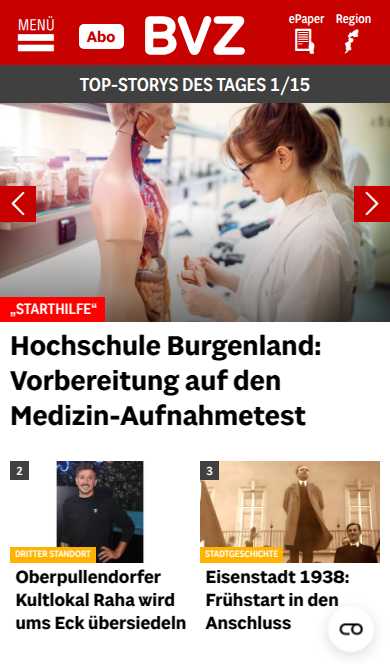 MENÜ
Abo
BVZ
ePaper
Region
TOP-STORYS DES TAGES 1/15
„STARTHILFE“
Hochschule Burgenland:
Vorbereitung auf den
Medizin-Aufnahmetest
2
DRITTER STANDORT
Oberpullendorfer
Kultlokal Raha wird
ums Eck übersiedeln
3
STADTGESCHICHTE
Eisenstadt 1938:
Frühstart in den
Anschluss